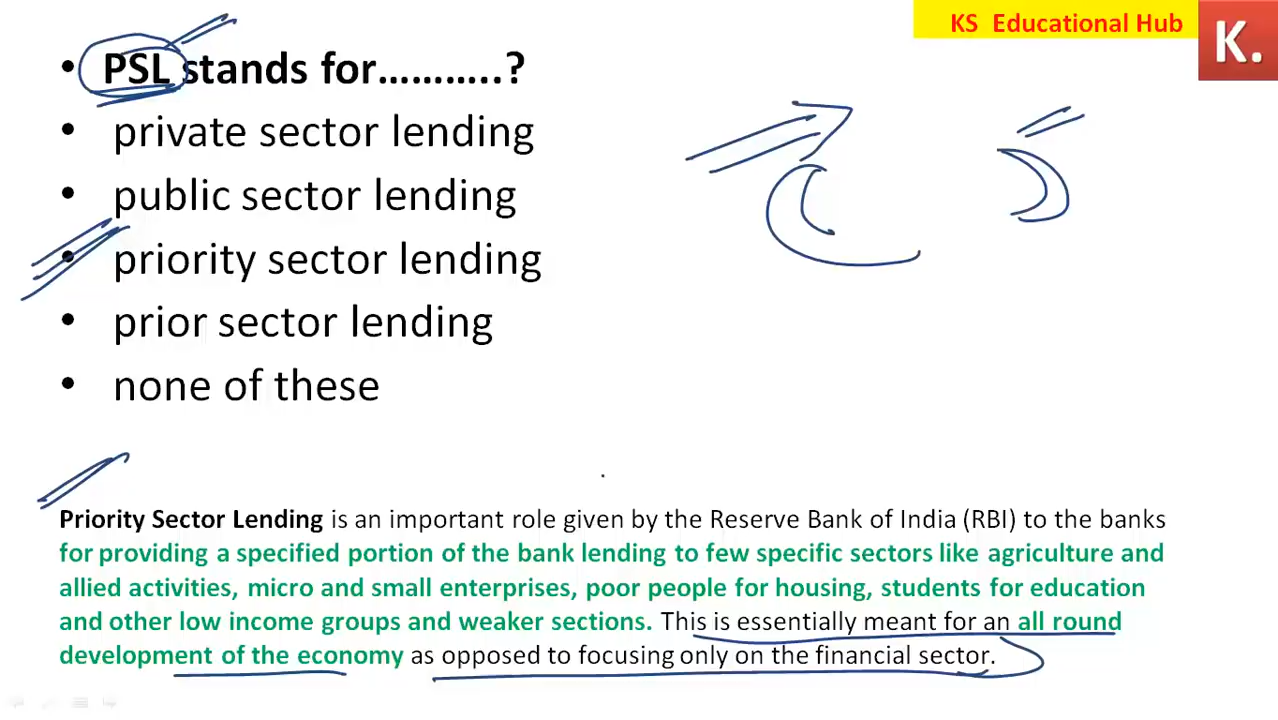 KS Educational Hub
K.
• PSL stands for………..?
• private sector lending
• public sector lending
• priority sector lending
• prior sector lending
• none of these
Priority Sector Lending is an important role given by the Reserve Bank of India (RBI) to the banks
for providing a specified portion of the bank lending to few specific sectors like agriculture and
allied activities, micro and small enterprises, poor people for housing, students for education
and other low income groups and weaker sections. This is essentially meant for an all round
development of the economy as opposed to focusing only on the financial sector.